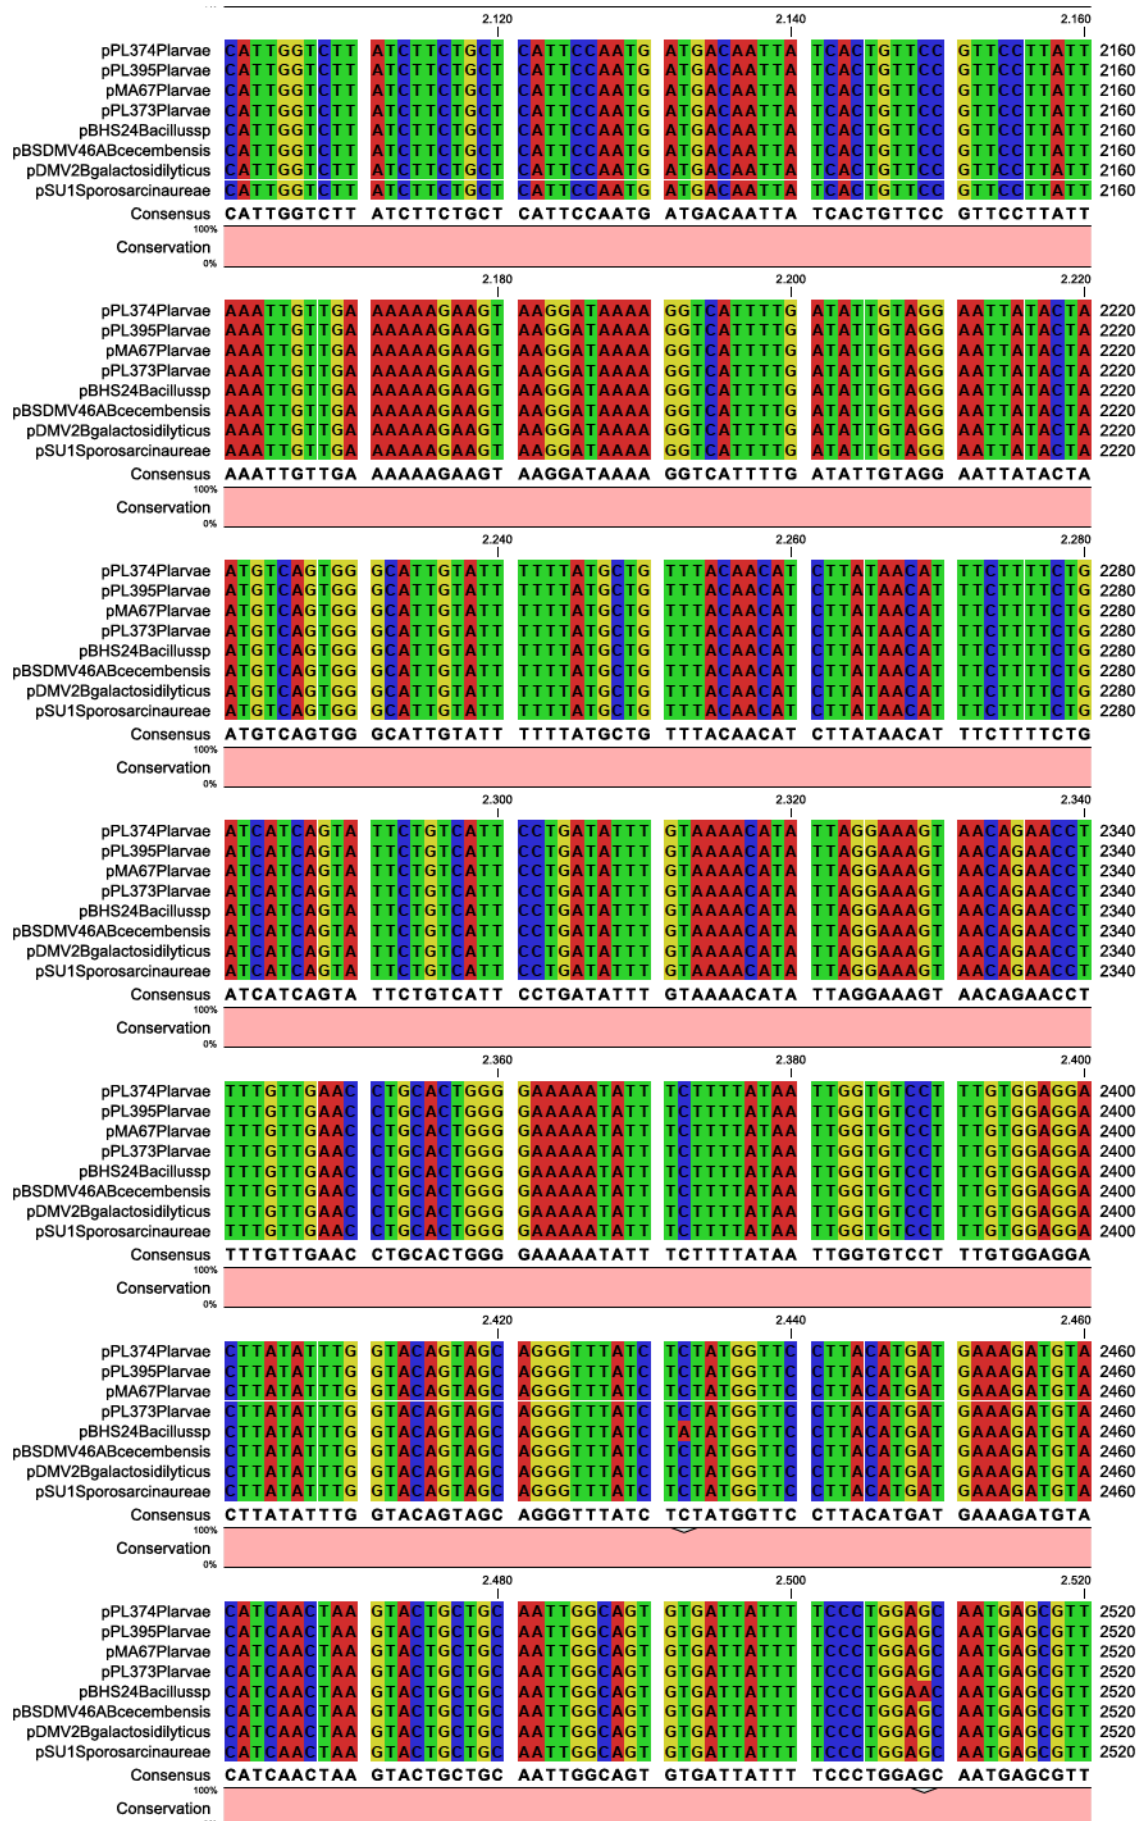 2.120 2.140 2.160
pPL374Plarvae CATTGGTCTT ATCTTCTGCT CATTCCAATG ATGACAATTA TCACTGTTCC GTTCCTTATT 2160
pPL395Plarvae CATTGGTCTT ATCTTCTGCT CATTCCAATG ATGACAATTA TCACTGTTCC GTTCCTTATT 2160
pMA67Plarvae CATTGGTCTT ATCTTCTGCT CATTCCAATG ATGACAATTA TCACTGTTCC GTTCCTTATT 2160
pPL373Plarvae CATTGGTCTT ATCTTCTGCT CATTCCAATG ATGACAATTA TCACTGTTCC GTTCCTTATT 2160
pBHS24Bacillussp CATTGGTCTT ATCTTCTGCT CATTCCAATG ATGACAATTA TCACTGTTCC GTTCCTTATT 2160
pBSDMV46ABcecembensis CATTGGTCTT ATCTTCTGCT CATTCCAATG ATGACAATTA TCACTGTTCC GTTCCTTATT 2160
pDMV2Bgalactosidilyticus CATTGGTCTT ATCTTCTGCT CATTCCAATG ATGACAATTA TCACTGTTCC GTTCCTTATT 2160
pSU1Sporosarcinaureae CATTGGTCTT ATCTTCTGCT CATTCCAATG ATGACAATTA TCACTGTTCC GTTCCTTATT 2160
Consensus CATTGGTCTT ATCTTCTGCT CATTCCAATG ATGACAATTA TCACTGTTCC GTTCCTTATT
100%
Conservation
0%
2.180 2.200 2.220
pPL374Plarvae AAATTGTTGA AAAAAGAAGT AAGGATAAAA GGTCATTTTG ATATTGTAGG AATTATACTA 2220
pPL395Plarvae AAATTGTTGA AAAAAGAAGT AAGGATAAAA GGTCATTTTG ATATTGTAGG AATTATACTA 2220
pMA67Plarvae AAATTGTTGA AAAAAGAAGT AAGGATAAAA GGTCATTTTG ATATTGTAGG AATTATACTA 2220
pPL373Plarvae AAATTGTTGA AAAAAGAAGT AAGGATAAAA GGTCATTTTG ATATTGTAGG AATTATACTA 2220
pBHS24Bacillussp AAATTGTTGA AAAAAGAAGT AAGGATAAAA GGTCATTTTG ATATTGTAGG AATTATACTA 2220
pBSDMV46ABcecembensis AAATTGTTGA AAAAAGAAGT AAGGATAAAA GGTCATTTTG ATATTGTAGG AATTATACTA 2220
pDMV2Bgalactosidilyticus AAATTGTTGA AAAAAGAAGT AAGGATAAAA GGTCATTTTG ATATTGTAGG AATTATACTA 2220
pSU1Sporosarcinaureae AAATTGTTGA AAAAAGAAGT AAGGATAAAA GGTCATTTTG ATATTGTAGG AATTATACTA 2220
Consensus AAATTGTTGA AAAAAGAAGT AAGGATAAAA GGTCATTTTG ATATTGTAGG AATTATACTA
100%
Conservation
0%
2.240 2.260 2.280
pPL374Plarvae ATGTCAGTGG GCATTGTATT TTTTATGCTG TTTACAACAT CTTATAACAT TTCTTTTCTG 2280
pPL395Plarvae ATGTCAGTGG GCATTGTATT TTTTATGCTG TTTACAACAT CTTATAACAT TTCTTTTCTG 2280
pMA67Plarvae ATGTCAGTGG GCATTGTATT TTTTATGCTG TTTACAACAT CTTATAACAT TTCTTTTCTG 2280
pPL373Plarvae ATGTCAGTGG GCATTGTATT TTTTATGCTG TTTACAACAT CTTATAACAT TTCTTTTCTG 2280
pBHS24Bacillussp ATGTCAGTGG GCATTGTATT TTTTATGCTG TTTACAACAT CTTATAACAT TTCTTTTCTG 2280
pBSDMV46ABcecembensis ATGTCAGTGG GCATTGTATT TTTTATGCTG TTTACAACAT CTTATAACAT TTCTTTTCTG 2280
pDMV2Bgalactosidilyticus ATGTCAGTGG GCATTGTATT TTTTATGCTG TTTACAACAT CTTATAACAT TTCTTTTCTG 2280
pSU1Sporosarcinaureae ATGTCAGTGG GCATTGTATT TTTTATGCTG TTTACAACAT CTTATAACAT TTCTTTTCTG 2280
Consensus ATGTCAGTGG GCATTGTATT TTTTATGCTG TTTACAACAT CTTATAACAT TTCTTTTCTG
100%
Conservation
0%
2.300 2.320 2.340
pPL374Plarvae ATCATCAGTA TTCTGTCATT CCTGATATTT GTAAAACATA TTAGGAAAGT AACAGAACCT 2340
pPL395Plarvae ATCATCAGTA TTCTGTCATT CCTGATATTT GTAAAACATA TTAGGAAAGT AACAGAACCT 2340
pMA67Plarvae ATCATCAGTA TTCTGTCATT CCTGATATTT GTAAAACATA TTAGGAAAGT AACAGAACCT 2340
pPL373Plarvae ATCATCAGTA TTCTGTCATT CCTGATATTT GTAAAACATA TTAGGAAAGT AACAGAACCT 2340
pBHS24Bacillussp ATCATCAGTA TTCTGTCATT CCTGATATTT GTAAAACATA TTAGGAAAGT AACAGAACCT 2340
pBSDMV46ABcecembensis ATCATCAGTA TTCTGTCATT CCTGATATTT GTAAAACATA TTAGGAAAGT AACAGAACCT 2340
pDMV2Bgalactosidilyticus ATCATCAGTA TTCTGTCATT CCTGATATTT GTAAAACATA TTAGGAAAGT AACAGAACCT 2340
pSU1Sporosarcinaureae ATCATCAGTA TTCTGTCATT CCTGATATTT GTAAAACATA TTAGGAAAGT AACAGAACCT 2340
Consensus ATCATCAGTA TTCTGTCATT CCTGATATTT GTAAAACATA TTAGGAAAGT AACAGAACCT
100%
Conservation
0%
2.360 2.380 2.400
pPL374Plarvae TTTGTTGAAC CTGCACTGGG GAAAAATATT TCTTTTATAA TTGGTGTCCT TTGTGGAGGA 2400
pPL395Plarvae TTTGTTGAAC CTGCACTGGG GAAAAATATT TCTTTTATAA TTGGTGTCCT TTGTGGAGGA 2400
pMA67Plarvae TTTGTTGAAC CTGCACTGGG GAAAAATATT TCTTTTATAA TTGGTGTCCT TTGTGGAGGA 2400
pPL373Plarvae TTTGTTGAAC CTGCACTGGG GAAAAATATT TCTTTTATAA TTGGTGTCCT TTGTGGAGGA 2400
pBHS24Bacillussp TTTGTTGAAC CTGCACTGGG GAAAAATATT TCTTTTATAA TTGGTGTCCT TTGTGGAGGA 2400
pBSDMV46ABcecembensis TTTGTTGAAC CTGCACTGGG GAAAAATATT TCTTTTATAA TTGGTGTCCT TTGTGGAGGA 2400
pDMV2Bgalactosidilyticus TTTGTTGAAC CTGCACTGGG GAAAAATATT TCTTTTATAA TTGGTGTCCT TTGTGGAGGA 2400
pSU1Sporosarcinaureae TTTGTTGAAC CTGCACTGGG GAAAAATATT TCTTTTATAA TTGGTGTCCT TTGTGGAGGA 2400
Consensus TTTGTTGAAC CTGCACTGGG GAAAAATATT TCTTTTATAA TTGGTGTCCT TTGTGGAGGA
100%
Conservation
0%
2.420 2.440 2.460
pPL374Plarvae CTTATATTTG GTACAGTAGC AGGGTTTATC TCTATGGTTC CTTACATGAT GAAAGATGTA 2460
pPL395Plarvae CTTATATTTG GTACAGTAGC AGGGTTTATC TCTATGGTTC CTTACATGAT GAAAGATGTA 2460
pMA67Plarvae CTTATATTTG GTACAGTAGC AGGGTTTATC TCTATGGTTC CTTACATGAT GAAAGATGTA 2460
pPL373Plarvae CTTATATTTG GTACAGTAGC AGGGTTTATC TCTATGGTTC CTTACATGAT GAAAGATGTA 2460
pBHS24Bacillussp CTTATATTTG GTACAGTAGC AGGGTTTATC TATATGGTTC CTTACATGAT GAAAGATGTA 2460
pBSDMV46ABcecembensis CTTATATTTG GTACAGTAGC AGGGTTTATC TCTATGGTTC CTTACATGAT GAAAGATGTA 2460
pDMV2Bgalactosidilyticus CTTATATTTG GTACAGTAGC AGGGTTTATC TCTATGGTTC CTTACATGAT GAAAGATGTA 2460
pSU1Sporosarcinaureae CTTATATTTG GTACAGTAGC AGGGTTTATC TCTATGGTTC CTTACATGAT GAAAGATGTA 2460
Consensus CTTATATTTG GTACAGTAGC AGGGTTTATC TCTATGGTTC CTTACATGAT GAAAGATGTA
100%
Conservation
0%
2.480 2.500 2.520
pPL374Plarvae CATCAACTAA GTACTGCTGC AATTGGCAGT GTGATTATTT TCCCTGGAGC AATGAGCGTT 2520
pPL395Plarvae CATCAACTAA GTACTGCTGC AATTGGCAGT GTGATTATTT TCCCTGGAGC AATGAGCGTT 2520
pMA67Plarvae CATCAACTAA GTACTGCTGC AATTGGCAGT GTGATTATTT TCCCTGGAGC AATGAGCGTT 2520
pPL373Plarvae CATCAACTAA GTACTGCTGC AATTGGCAGT GTGATTATTT TCCCTGGAGC AATGAGCGTT 2520
pBHS24Bacillussp CATCAACTAA GTACTGCTGC AATTGGCAGT GTGATTATTT TCCCTGGAAC AATGAGCGTT 2520
pBSDMV46ABcecembensis CATCAACTAA GTACTGCTGC AATTGGCAGT GTGATTATTT TCCCTGGAGC AATGAGCGTT 2520
pDMV2Bgalactosidilyticus CATCAACTAA GTACTGCTGC AATTGGCAGT GTGATTATTT TCCCTGGAGC AATGAGCGTT 2520
pSU1Sporosarcinaureae CATCAACTAA GTACTGCTGC AATTGGCAGT GTGATTATTT TCCCTGGAGC AATGAGCGTT 2520
Consensus CATCAACTAA GTACTGCTGC AATTGGCAGT GTGATTATTT TCCCTGGAGC AATGAGCGTT
100%
Conservation